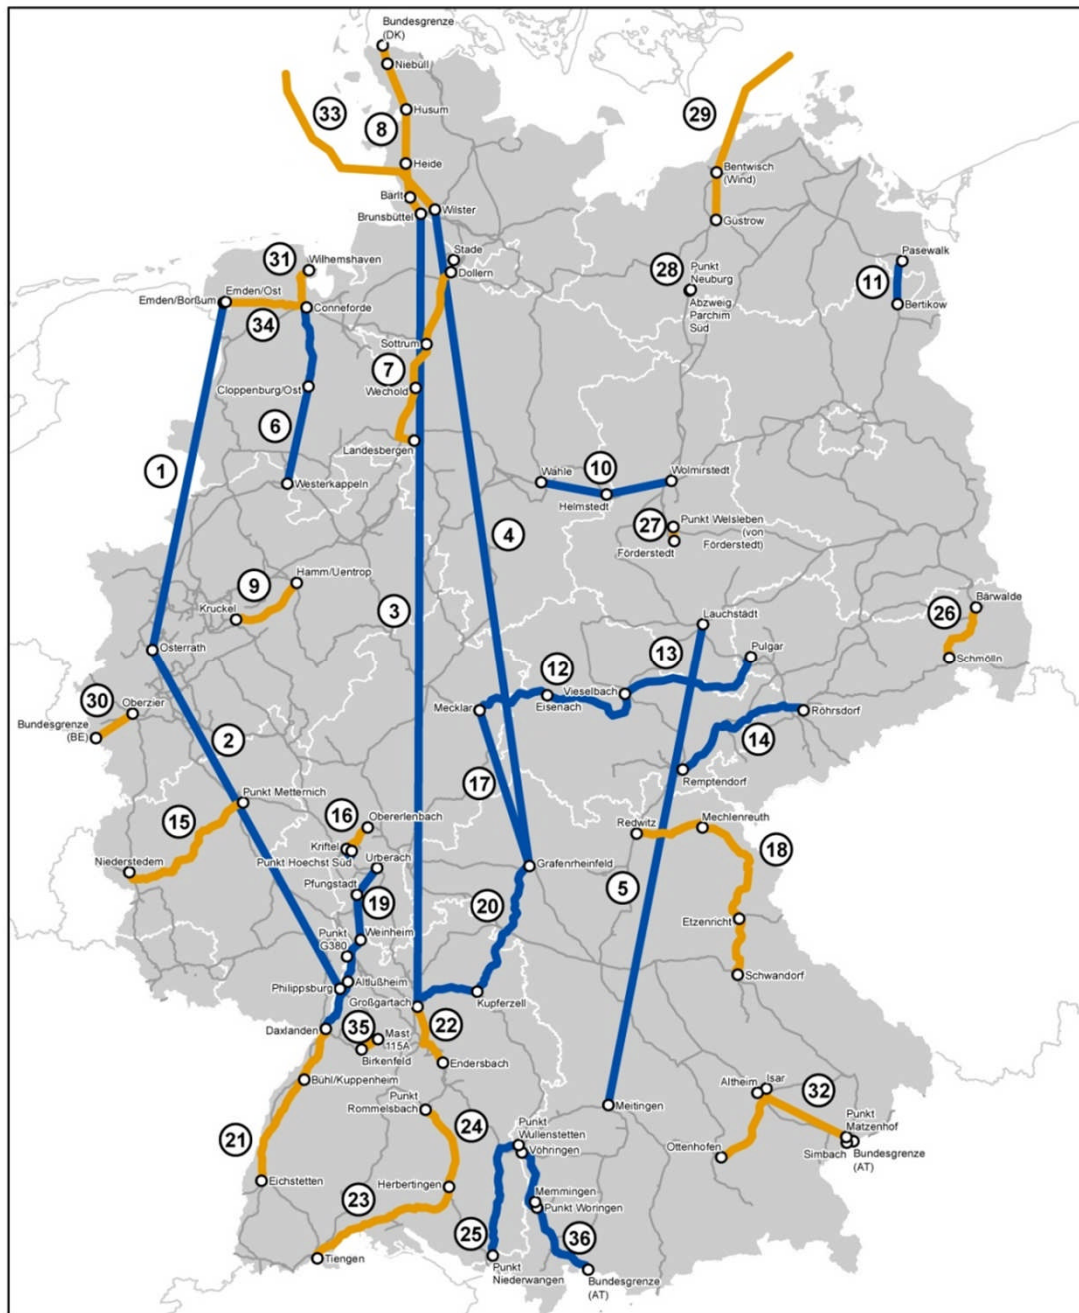 Bundesgrenze
(DK)
Niebüll
33
8
Husum
29
Heide
Bentwisch
(Wind)
Barlt
Brunsbüttel
Wilster
Güstrow
31
Wilhemshaven
Stade
Dollern
28
Punkt
Neuburg
Abzweig
Parchim
Süd
Pasewalk
11
Bertikow
Emden/Ost
Emden/Borßum
34
Conneforde
Sottrum
7
Wechold
Cloppenburg/Ost
6
Landesbergen
1
Westerkappeln
Wahle
10
Wolmirstedt
Helmstedt
4
27
Punkt Welsleben
(von
Förderstedt)
Förderstedt
9
Hamm/Uentrop
Kruckel
3
Bärwalde
26
Schmölln
Lauchstädt
13
Pulgar
Osterrath
12
Vieselbach
Eisenach
Mecklar
30
Oberzier
Bundesgrenze
(BE)
2
Röhrsdorf
14
Remptendorf
17
Punkt Metternich
15
16
Obererlenbach
Kriftel
Punkt Hoechst Süd
Urberach
Niederstedem
Redwitz
Mechlenreuth
18
Grafenrheinfeld
5
Pfungstadt
19
20
Etzenricht
Punkt
G380
Weinheim
Altlußheim
Philippsburg
Großgartach
Kupferzell
Schwandorf
Daxlanden
35
Mast
115A
Birkenfeld
22
Endersbach
Bühl/Kuppenheim
Punkt
Rommelsbach
Meitingen
Altheim
Isar
32
21
24
Punkt
Wullenstetten
Vöhringen
Punkt
Matzenhof
Simbach
Bundesgrenze
(AT)
Ottenhofen
Eichstetten
23
Herbertingen
Memmingen
Punkt Woringen
25
36
Tiengen
Punkt
Niederwangen
Bundesgrenze
(AT)